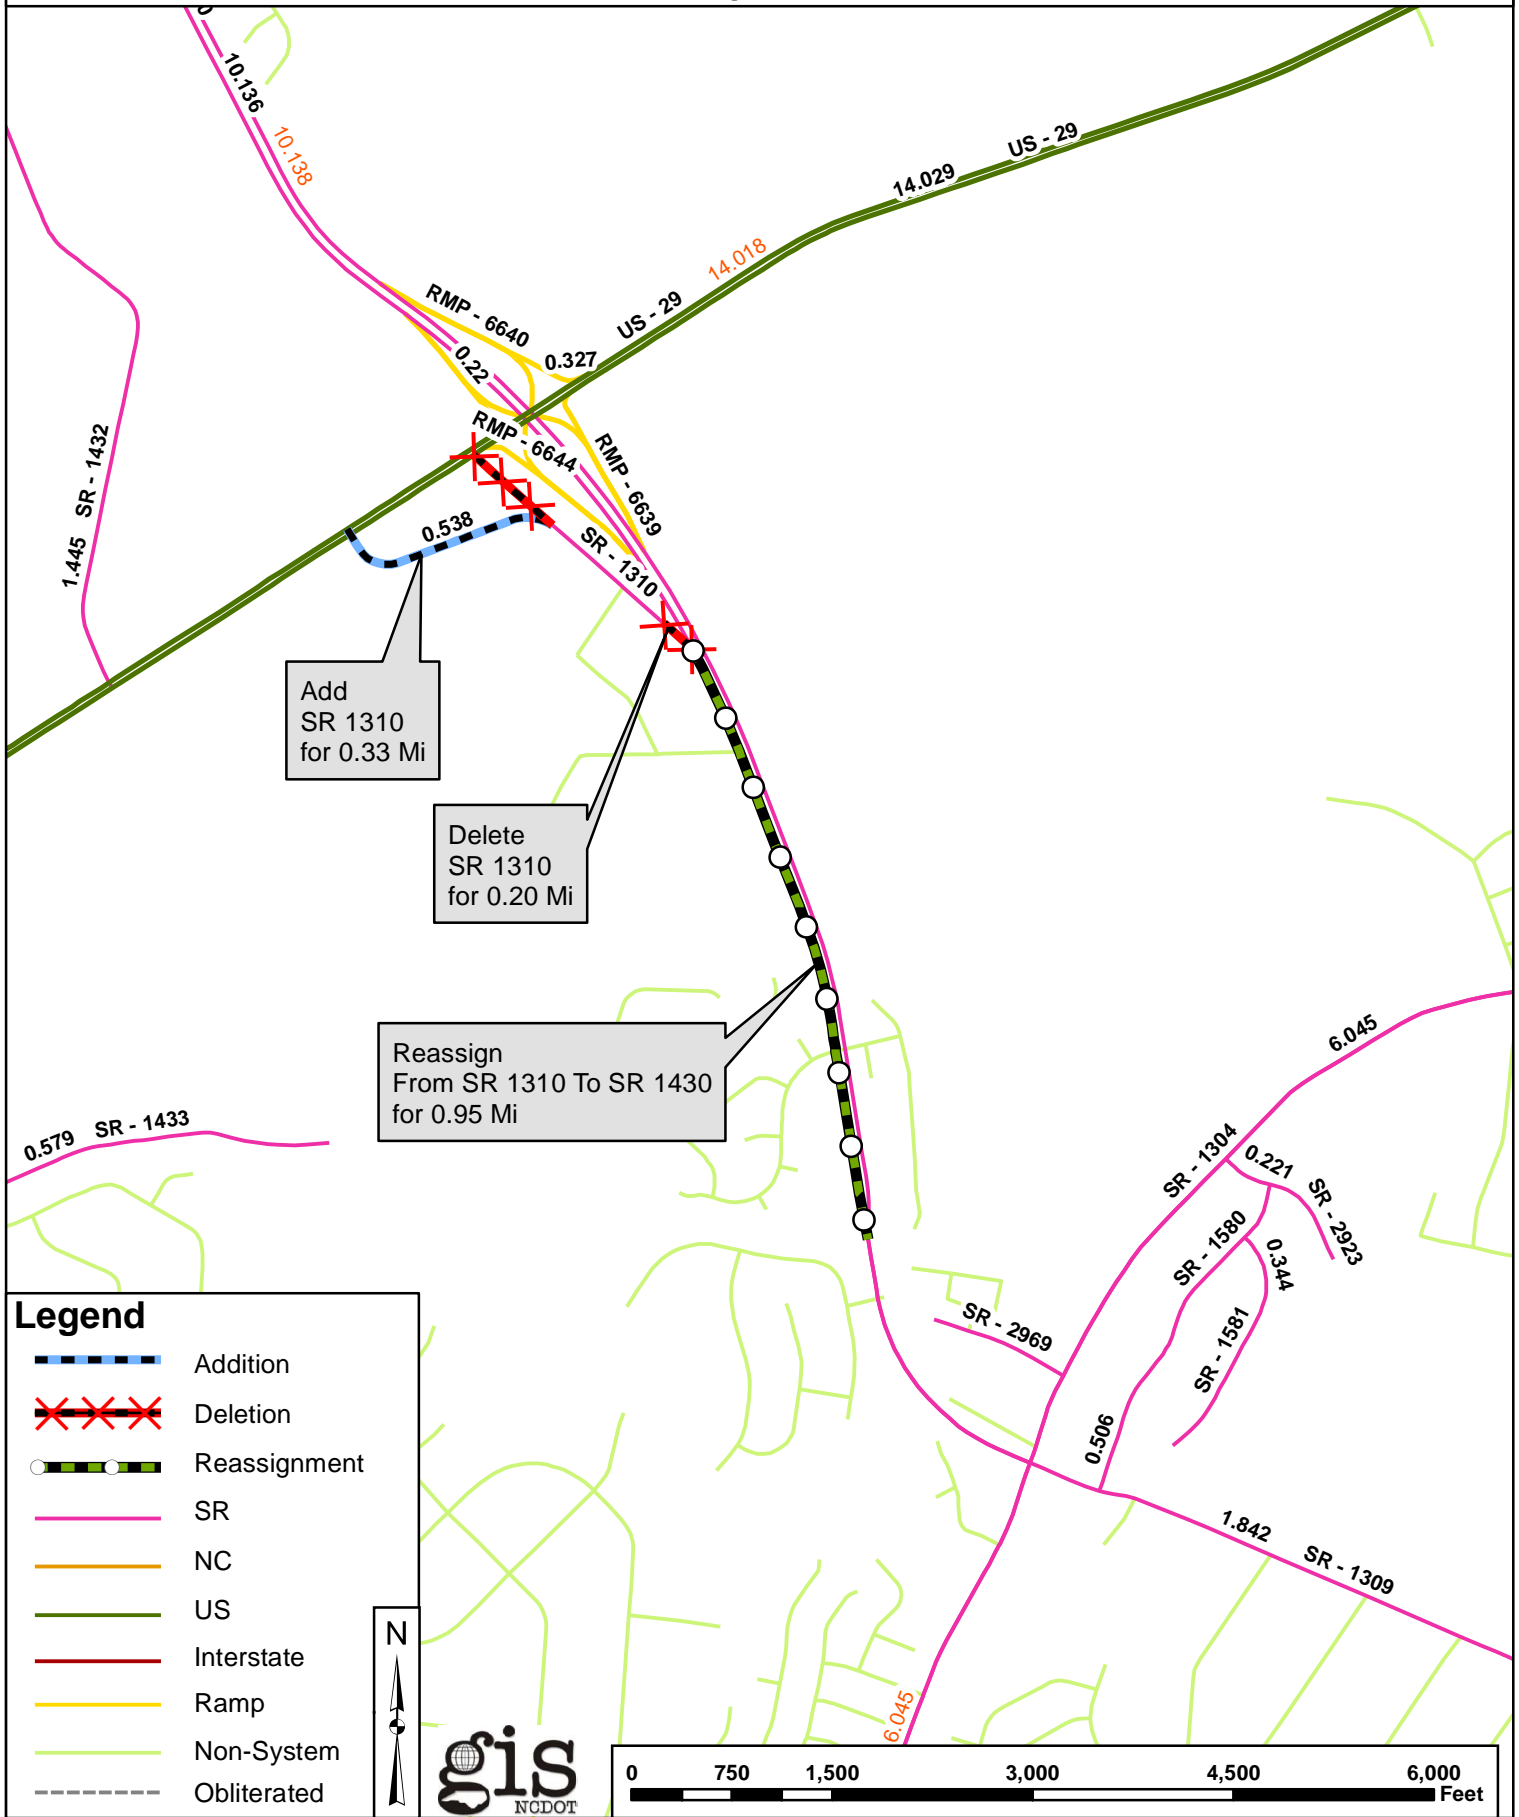 10.136
10.138
US - 29
14.029
14.018
US - 29
RMP - 6640
0.327
0.22
RMP - 6644
RMP - 6639
SR - 1432
1.445
0.538
SR - 1310
Add
SR 1310
for 0.33 Mi
Delete
SR 1310
for 0.20 Mi
Reassign
From SR 1310 To SR 1430
for 0.95 Mi
6.045
0.579 SR - 1433
SR - 1304
0.221
SR - 2923
SR - 1580
0.344
SR - 1581
SR - 2969
0.506
1.842
SR - 1309
6.045
Legend
Addition
Deletion
Reassignment
SR
NC
US
Interstate
Ramp
Non-System
Obliterated
N
gis
NCDOT
0 750 1,500 3,000 4,500 6,000
Feet